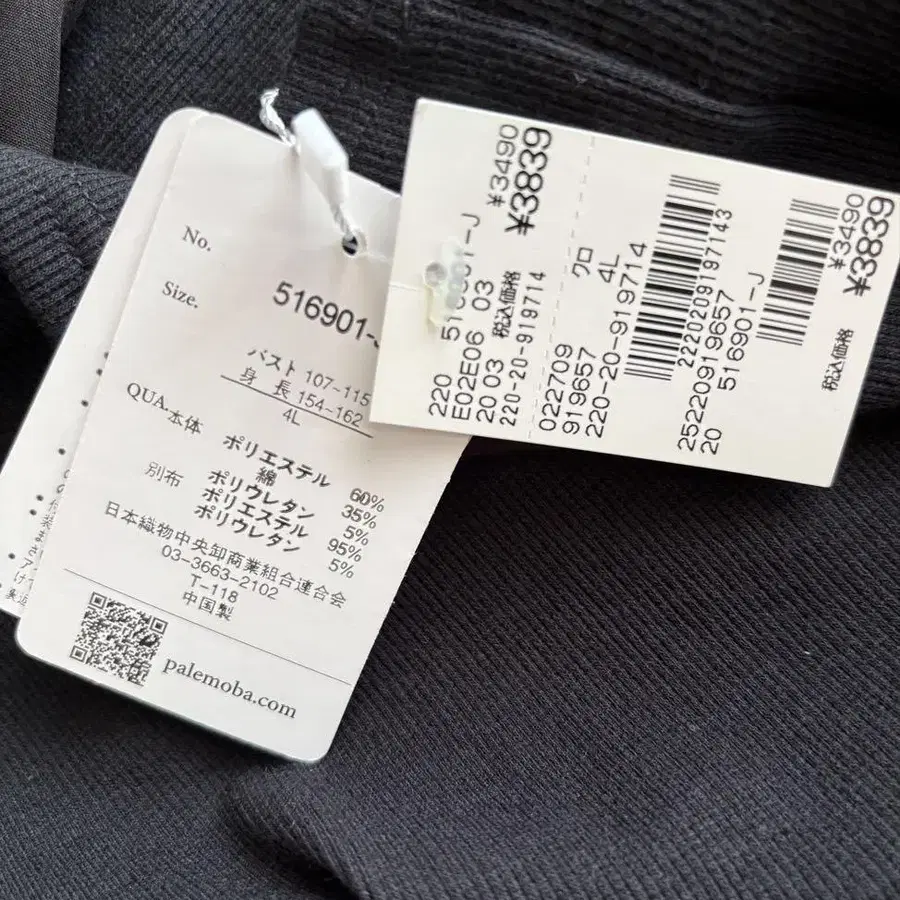 No.
516901-J
Size.
バスト 107-115
身 長 154-162
4L
QUA. 本体
ポリエステル 60%
綿 35%
ポリウレタン 5%
別布
ポリエステル 95%
ポリウレタン 5%
日本織物中央卸商業組合連合会
03-3663-2102
T-118
中国製
palemoba.com
¥3490
¥3839
税込価格
220 516901-J
E02E06 03
20 03
220-20-919714
クロ
4L
022709
919657
220-20-919714
2220209197143
2522091​9657
20 516901-J
¥3490
¥3839
税込価格